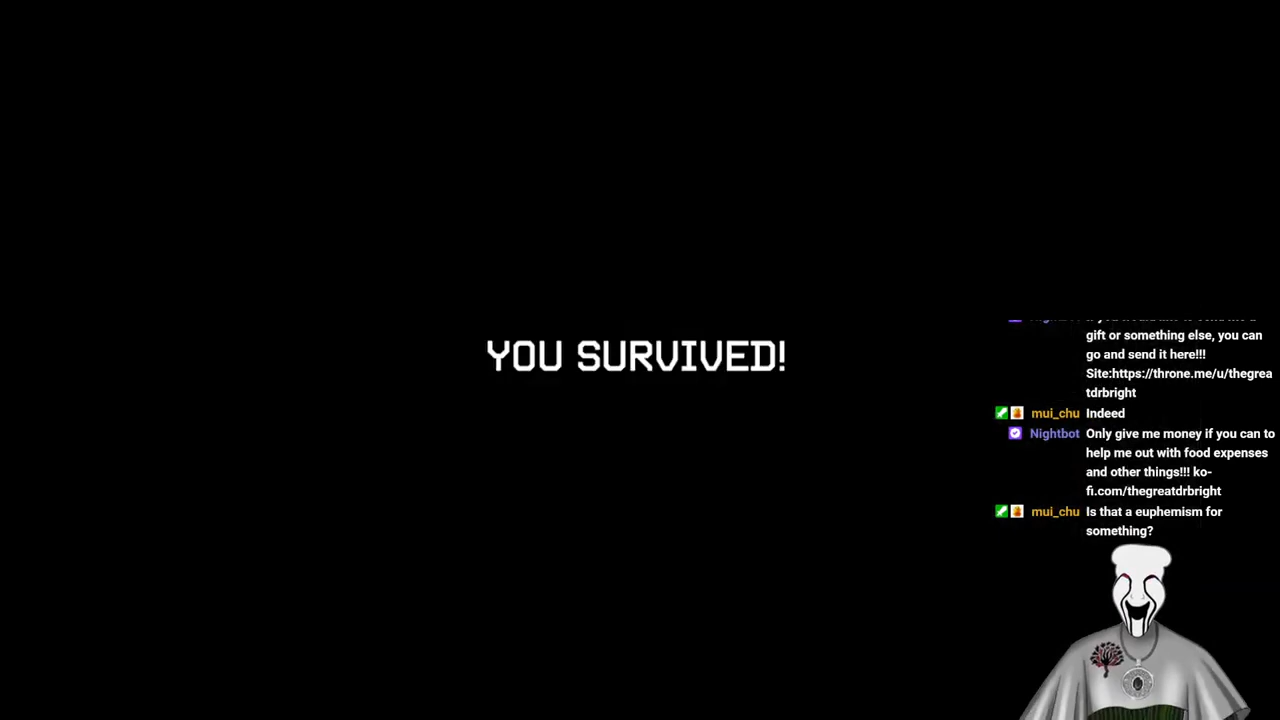 YOU SURVIVED!
gift or something else, you can
go and send it here!!!
Site:https://throne.me/u/thegrea
tdrbright
mui_chu Indeed
Nightbot Only give me money if you can to
help me out with food expenses
and other things!!! ko-
fi.com/thegreatdrbright
mui_chu Is that a euphemism for
something?